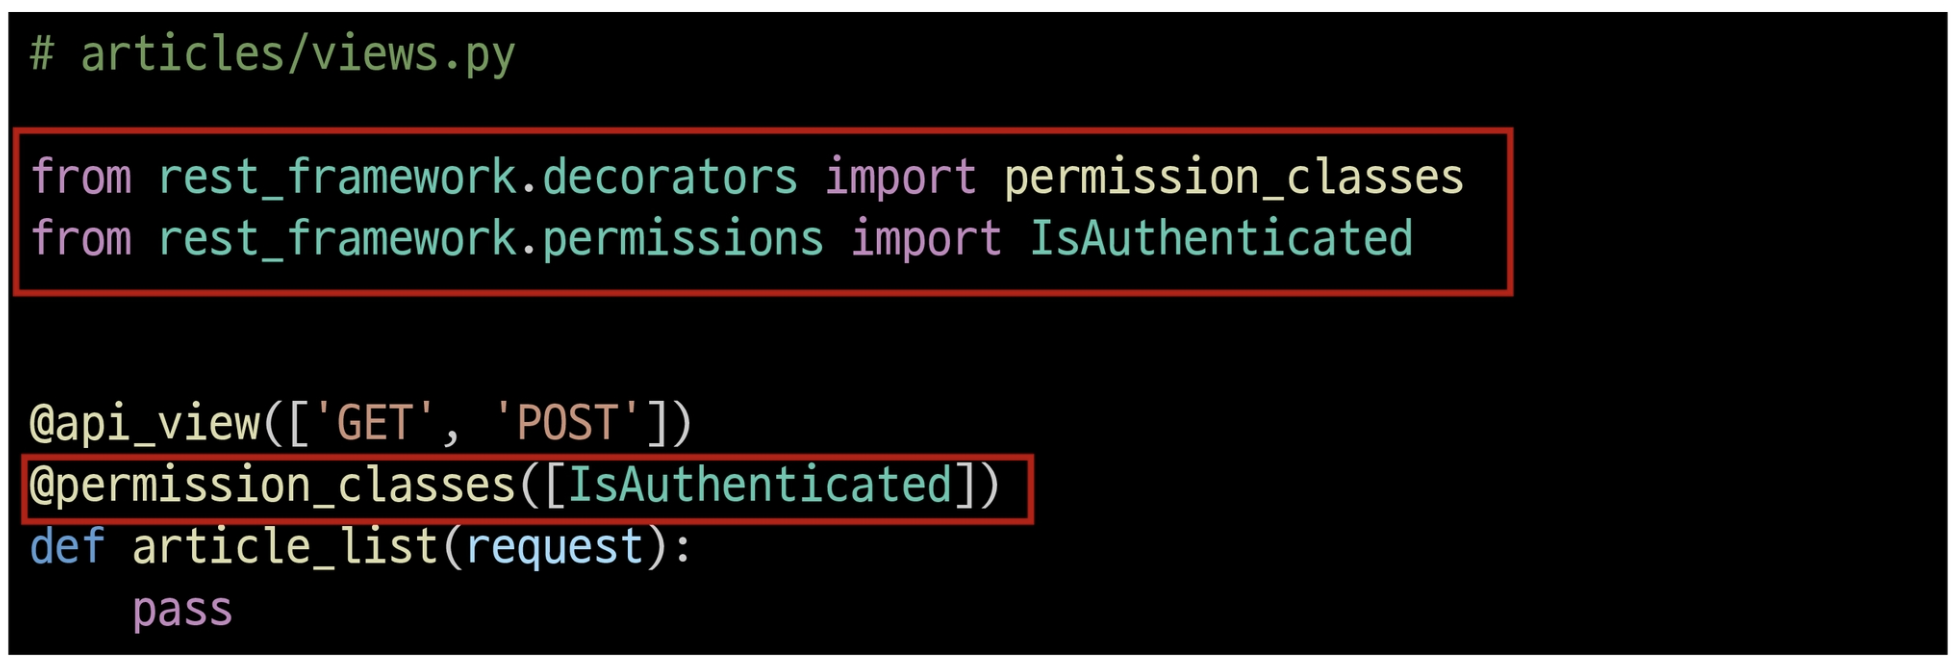 # articles/views.py
from rest_framework.decorators import permission_classes
from rest_framework.permissions import IsAuthenticated
@api_view(['GET', 'POST'])
@permission_classes([IsAuthenticated])
def article_list(request):
    pass